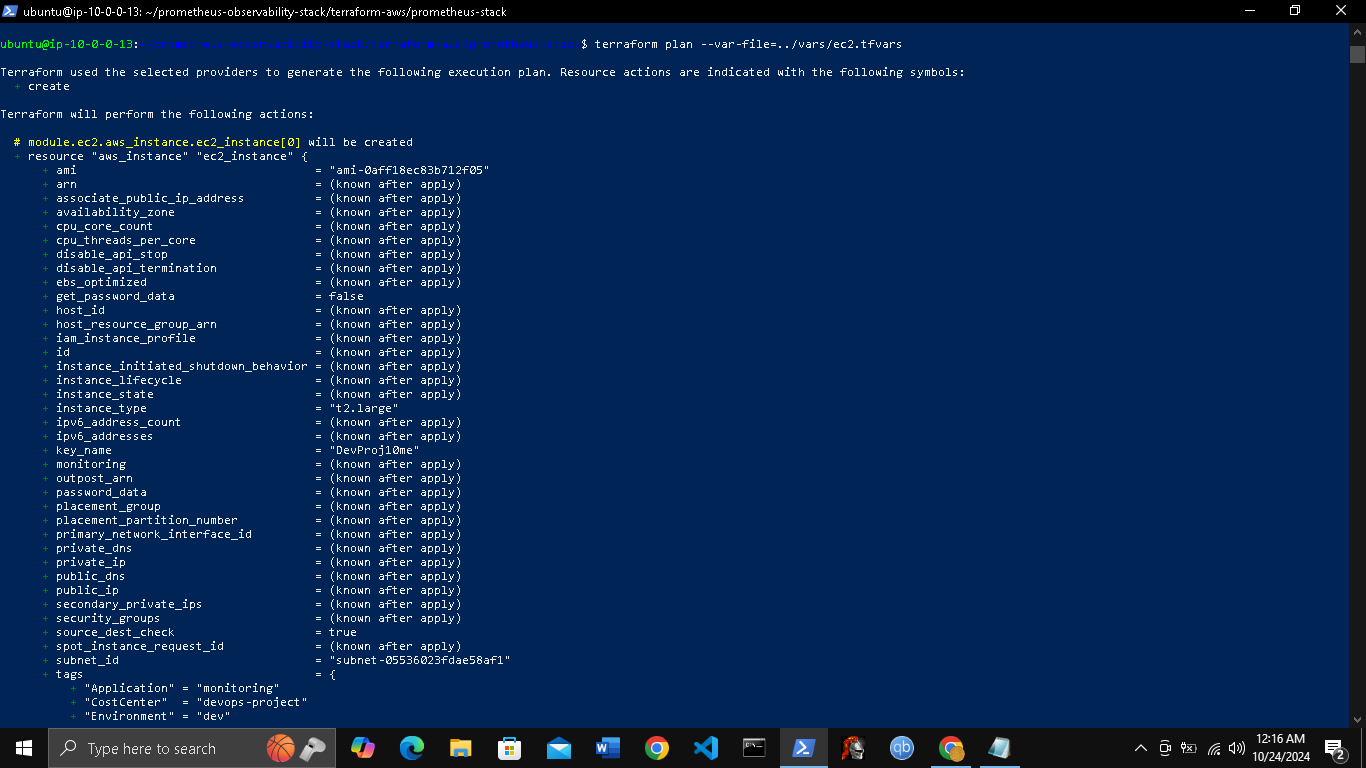 ubuntu@ip-10-0-0-13: ~/prometheus-observability-stack/terraform-aws/prometheus-stack
ubuntu@ip-10-0-0-13:~/prometheus-observability-stack/terraform-aws/prometheus-stack$ terraform plan --var-file=../vars/ec2.tfvars
Terraform used the selected providers to generate the following execution plan. Resource actions are indicated with the following symbols:
+ create
Terraform will perform the following actions:
# module.ec2.aws_instance.ec2_instance[0] will be created
+ resource "aws_instance" "ec2_instance" {
+ ami = "ami-0aff18ec83b712f05"
+ arn = (known after apply)
+ associate_public_ip_address = (known after apply)
+ availability_zone = (known after apply)
+ cpu_core_count = (known after apply)
+ cpu_threads_per_core = (known after apply)
+ disable_api_stop = (known after apply)
+ disable_api_termination = (known after apply)
+ ebs_optimized = (known after apply)
+ get_password_data = false
+ host_id = (known after apply)
+ host_resource_group_arn = (known after apply)
+ iam_instance_profile = (known after apply)
+ id = (known after apply)
+ instance_initiated_shutdown_behavior = (known after apply)
+ instance_lifecycle = (known after apply)
+ instance_state = (known after apply)
+ instance_type = "t2.large"
+ ipv6_address_count = (known after apply)
+ ipv6_addresses = (known after apply)
+ key_name = "DevProj10me"
+ monitoring = (known after apply)
+ outpost_arn = (known after apply)
+ password_data = (known after apply)
+ placement_group = (known after apply)
+ placement_partition_number = (known after apply)
+ primary_network_interface_id = (known after apply)
+ private_dns = (known after apply)
+ private_ip = (known after apply)
+ public_dns = (known after apply)
+ public_ip = (known after apply)
+ secondary_private_ips = (known after apply)
+ security_groups = (known after apply)
+ source_dest_check = true
+ spot_instance_request_id = (known after apply)
+ subnet_id = "subnet-05536023fdae58af1"
+ tags = {
+ "Application" = "monitoring"
+ "CostCenter" = "devops-project"
+ "Environment" = "dev"
Type here to search
qb
12:16 AM
10/24/2024
2